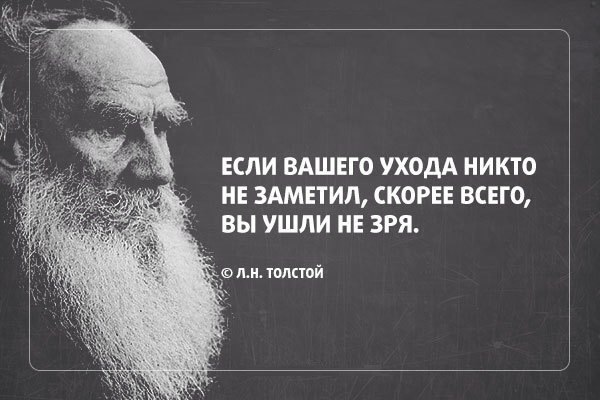 ЕСЛИ ВАШЕГО УХОДА НИКТО
НЕ ЗАМЕТИЛ, СКОРЕЕ ВСЕГО,
ВЫ УШЛИ НЕ ЗРЯ.
© Л.Н. ТОЛСТОЙ